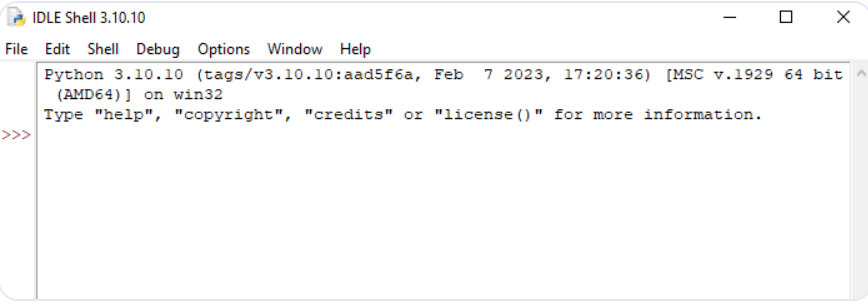 IDLE Shell 3.10.10
File Edit Shell Debug Options Window Help
Python 3.10.10 (tags/v3.10.10:aad5f6a, Feb  7 2023, 17:20:36) [MSC v.1929 64 bit
 (AMD64)] on win32
Type "help", "copyright", "credits" or "license()" for more information.
>>>